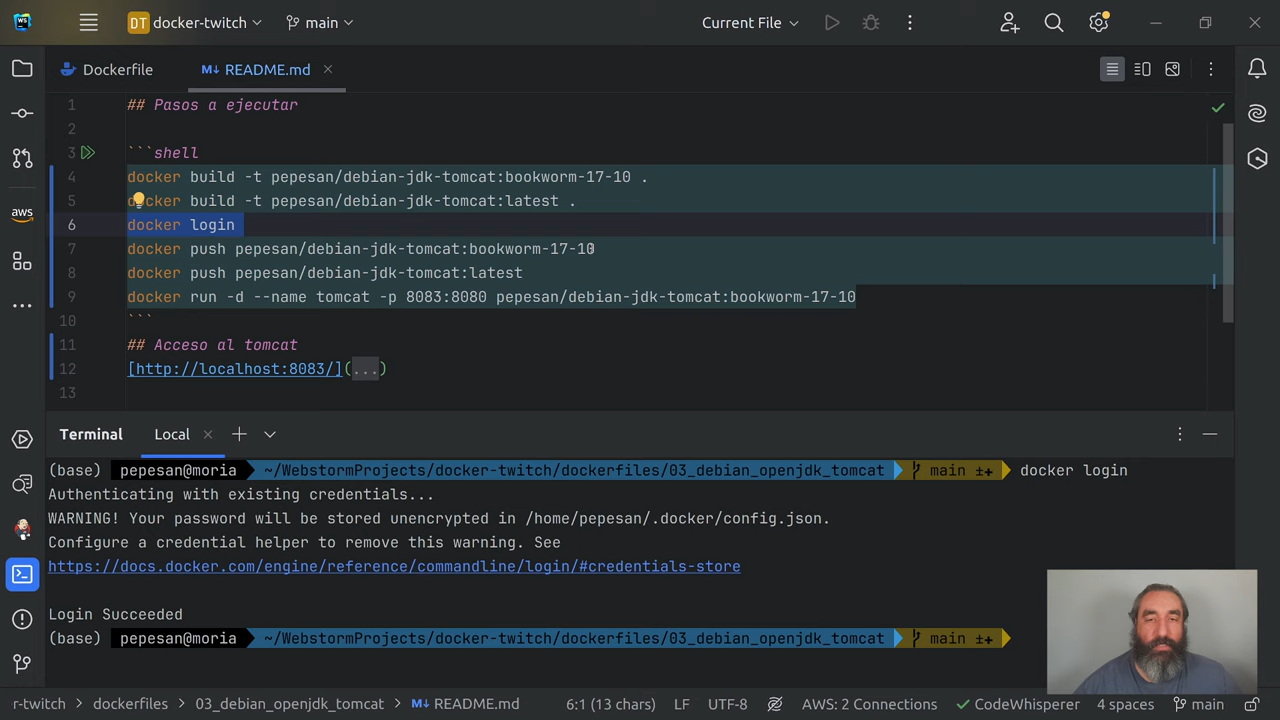 WS
DT docker-twitch
main
Current File
Dockerfile
M↓ README.md
1 ## Pasos a ejecutar
2
3 ```shell
4 docker build -t pepesan/debian-jdk-tomcat:bookworm-17-10 .
5 docker build -t pepesan/debian-jdk-tomcat:latest .
6 docker login
7 docker push pepesan/debian-jdk-tomcat:bookworm-17-10
8 docker push pepesan/debian-jdk-tomcat:latest
9 docker run -d --name tomcat -p 8083:8080 pepesan/debian-jdk-tomcat:bookworm-17-10
10 ```
11 ## Acceso al tomcat
12 [http://localhost:8083/](...)
13
aws
Terminal Local
(base) pepesan@moria ~/WebstormProjects/docker-twitch/dockerfiles/03_debian_openjdk_tomcat main ±+ docker login
Authenticating with existing credentials...
WARNING! Your password will be stored unencrypted in /home/pepesan/.docker/config.json.
Configure a credential helper to remove this warning. See
https://docs.docker.com/engine/reference/commandline/login/#credentials-store
Login Succeeded
(base) pepesan@moria ~/WebstormProjects/docker-twitch/dockerfiles/03_debian_openjdk_tomcat main ±+
r-twitch dockerfiles 03_debian_openjdk_tomcat M↓ README.md 6:1 (13 chars) LF UTF-8 AWS: 2 Connections CodeWhisperer 4 spaces main